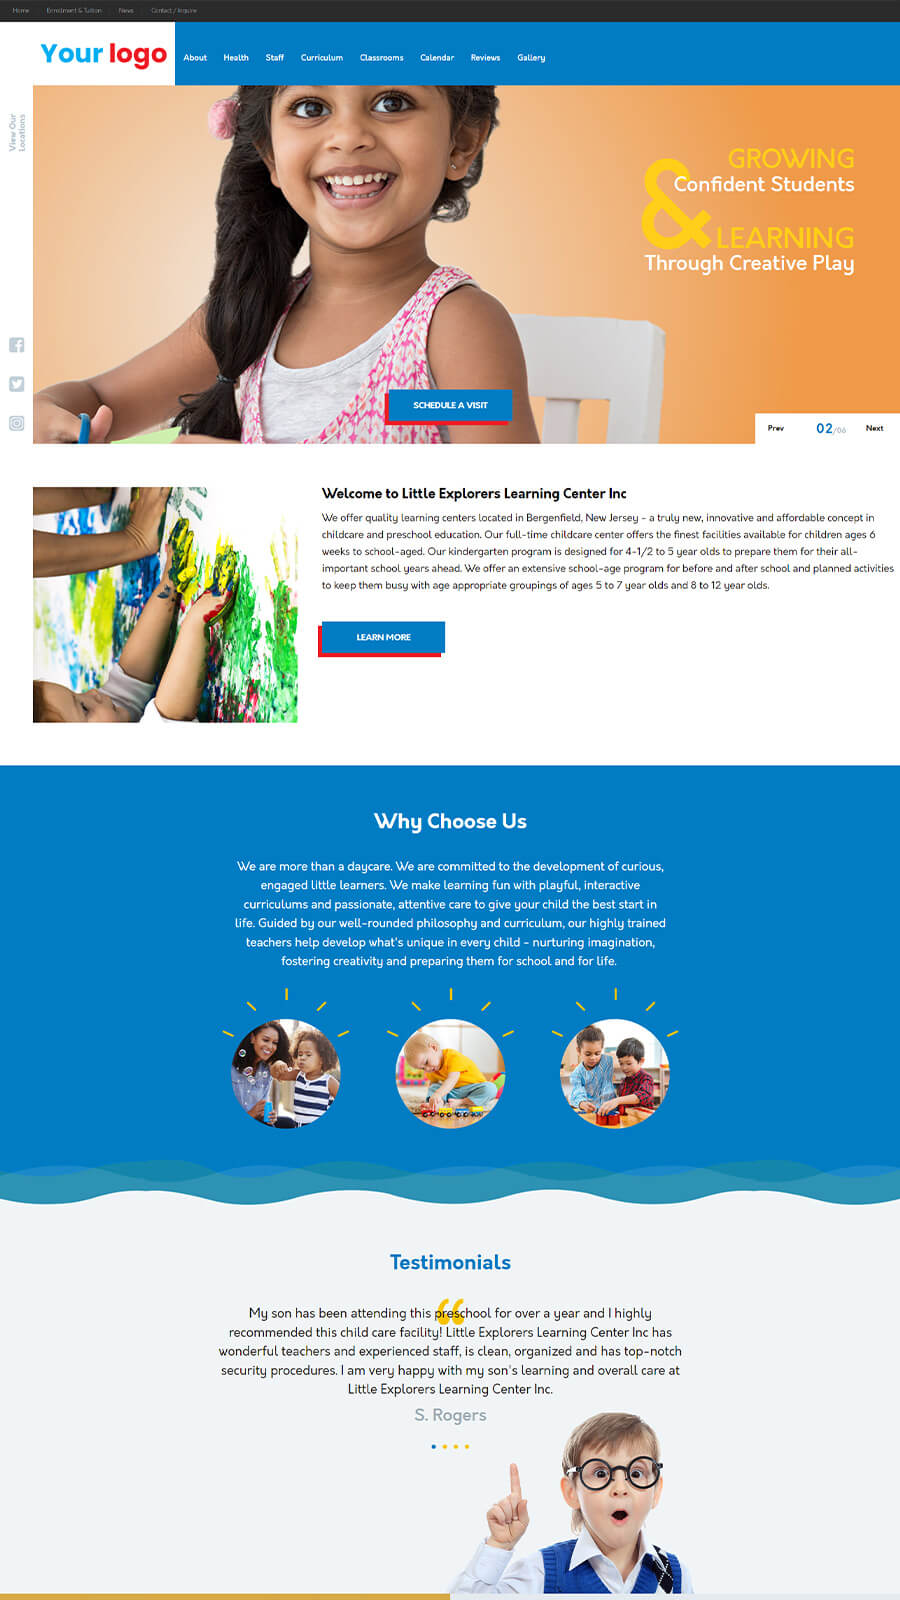 Home Enrollment & Tuition News Contact / Inquire
Your logo
About Health Staff Curriculum Classrooms Calendar Reviews Gallery
View Our
Locations
GROWING
&
Confident Students
LEARNING
Through Creative Play
SCHEDULE A VISIT
Prev 02/06 Next
Welcome to Little Explorers Learning Center Inc
We offer quality learning centers located in Bergenfield, New Jersey - a truly new, innovative and affordable concept in
childcare and preschool education. Our full-time childcare center offers the finest facilities available for children ages 6
weeks to school-aged. Our kindergarten program is designed for 4-1/2 to 5 year olds to prepare them for their all-
important school years ahead. We offer an extensive school-age program for before and after school and planned activities
to keep them busy with age appropriate groupings of ages 5 to 7 year olds and 8 to 12 year olds.
LEARN MORE
Why Choose Us
We are more than a daycare. We are committed to the development of curious,
engaged little learners. We make learning fun with playful, interactive
curriculums and passionate, attentive care to give your child the best start in
life. Guided by our well-rounded philosophy and curriculum, our highly trained
teachers help develop what's unique in every child - nurturing imagination,
fostering creativity and preparing them for school and for life.
Testimonials
“
My son has been attending this preschool for over a year and I highly
recommended this child care facility! Little Explorers Learning Center Inc has
wonderful teachers and experienced staff, is clean, organized and has top-notch
security procedures. I am very happy with my son's learning and overall care at
Little Explorers Learning Center Inc.
S. Rogers